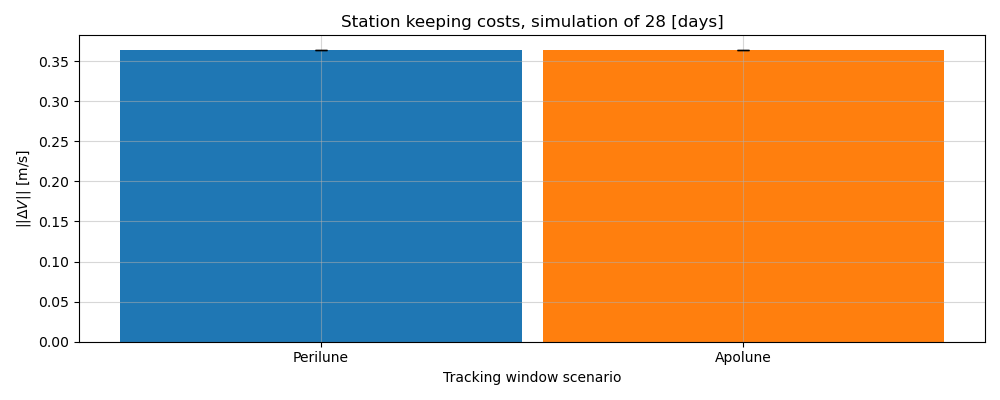 Station keeping costs, simulation of 28 [days]
||ΔV|| [m/s]
0.35
0.30
0.25
0.20
0.15
0.10
0.05
0.00
Perilune
Apolune
Tracking window scenario